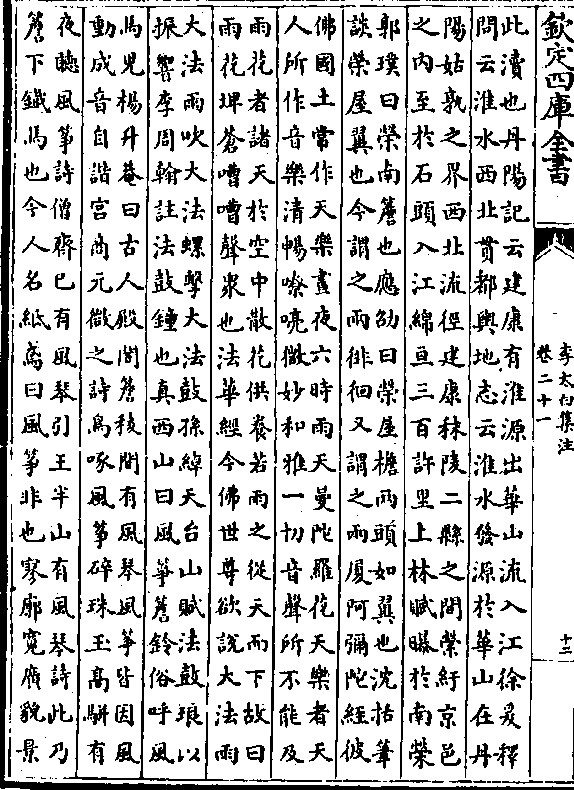 欽定四庫全書
李太白集注
卷二十一
十二
此瀆也丹陽記云建康有淮源出華山流入江徐爰釋
問云淮水西北貫都輿地志云淮水發源於華山在丹
陽姑孰之界西北流徑建康秣陵二縣之間縈紆京邑
之内至於石頭入江綿亘三百許里上林賦曝於南榮
郭璞曰榮南簷也應劭曰榮屋檐兩頭如翼也沈括筆
談榮屋翼也今謂之兩徘徊又謂之兩厦阿彌陀經彼
佛國土常作天樂晝夜六時雨天曼陀羅花天樂者天
人所作音樂清暢嘹亮微妙和雅一切音聲所不能及
雨花者諸天於空中散花供養若雨之從天而下故曰
雨花埤蒼嘈嘈聲衆也法華經今佛世尊欲說大法雨
大法雨吹大法螺擊大法鼓孫綽天台山賦法鼓琅以
振響李周翰註法鼓鐘也真西山曰風箏簷鈴俗呼風
馬兒楊升菴曰古人殿閣簷稜間有風琴風箏皆因風
動成音自諧宫商元微之詩烏啄風箏碎珠玉高駢有
夜聽風箏詩僧齊已有風琴引王半山有風琴詩此乃
簷下鐵馬也今人名紙鳶曰風箏非也寥廓寛廣貌景